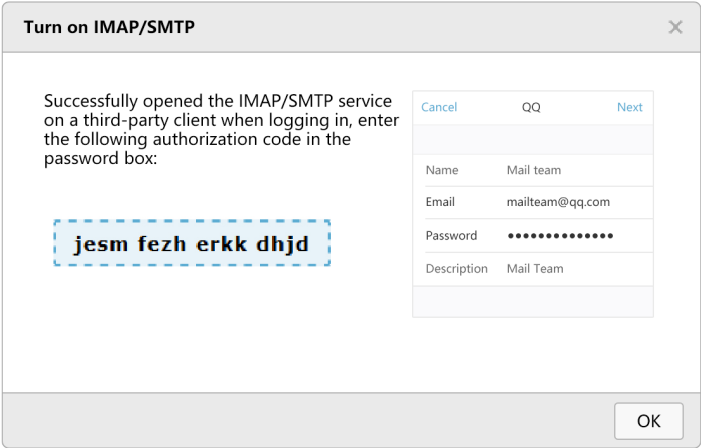 Turn on IMAP/SMTP
Successfully opened the IMAP/SMTP service
on a third-party client when logging in, enter
the following authorization code in the
password box:
jesm fezh erkk dhjd
Cancel QQ Next
Name Mail team
Email mailteam@qq.com
Password ••••••••••••••
Description Mail Team
OK